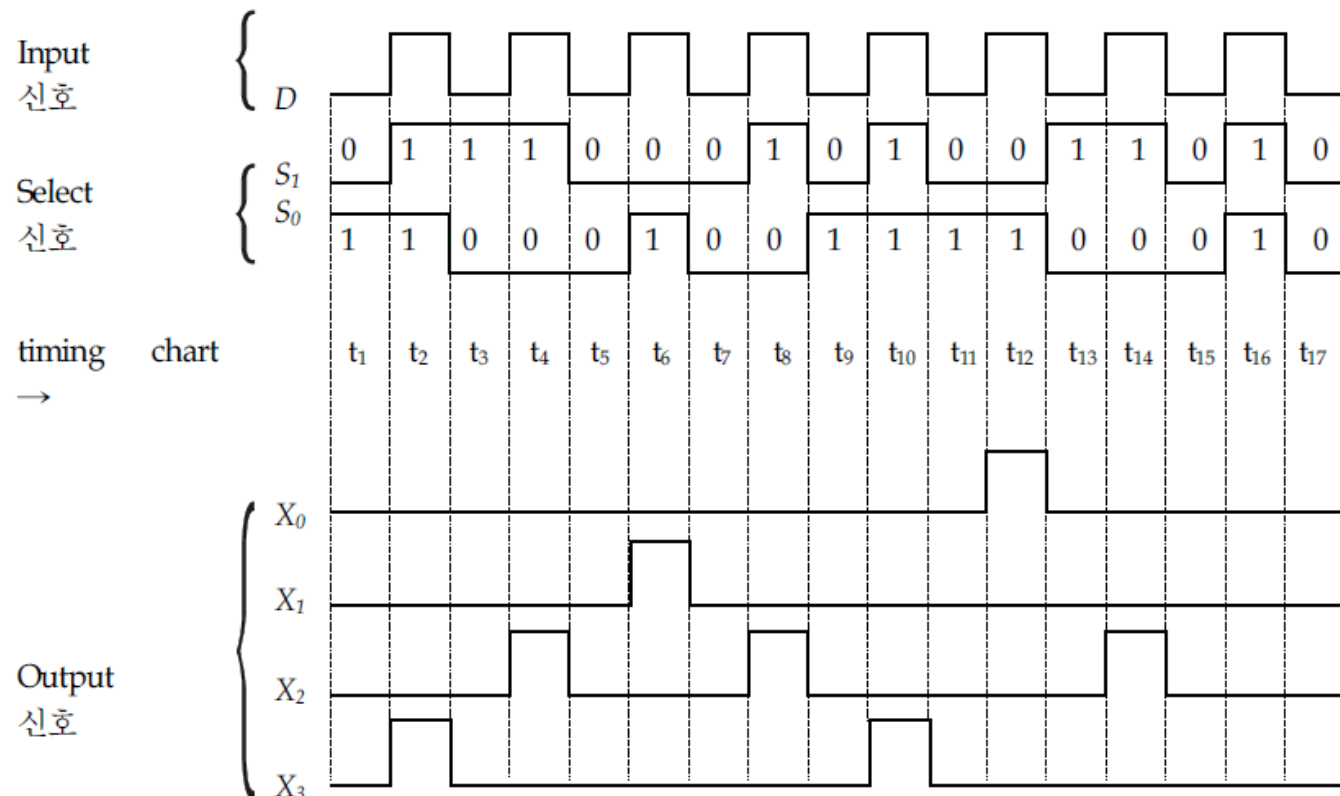 Input
신호
D
0 1 1 1 0 0 0 1 0 1 0 0 1 1 0 1 0
S₁
Select
신호
S₀
1 1 0 0 0 1 0 0 1 1 1 1 0 0 0 1 0
timing chart t₁ t₂ t₃ t₄ t₅ t₆ t₇ t₈ t₉ t₁₀ t₁₁ t₁₂ t₁₃ t₁₄ t₁₅ t₁₆ t₁₇
→
X₀
X₁
Output
X₂
신호
X₃